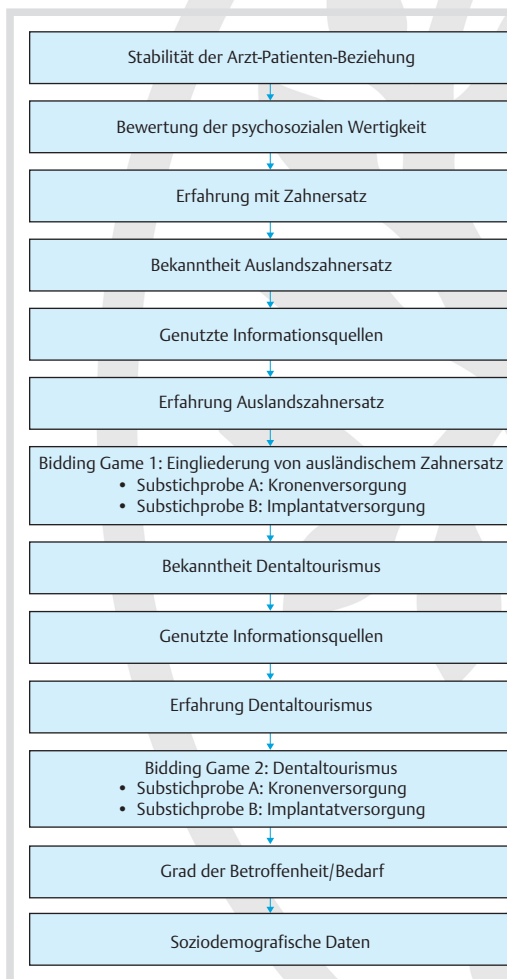 Stabilität der Arzt-Patienten-Beziehung
Bewertung der psychosozialen Wertigkeit
Erfahrung mit Zahnersatz
Bekanntheit Auslandszahnersatz
Genutzte Informationsquellen
Erfahrung Auslandszahnersatz
Bidding Game 1: Eingliederung von ausländischem Zahnersatz
• Substichprobe A: Kronenversorgung
• Substichprobe B: Implantatversorgung
Bekanntheit Dentaltourismus
Genutzte Informationsquellen
Erfahrung Dentaltourismus
Bidding Game 2: Dentaltourismus
• Substichprobe A: Kronenversorgung
• Substichprobe B: Implantatversorgung
Grad der Betroffenheit/Bedarf
Soziodemografische Daten